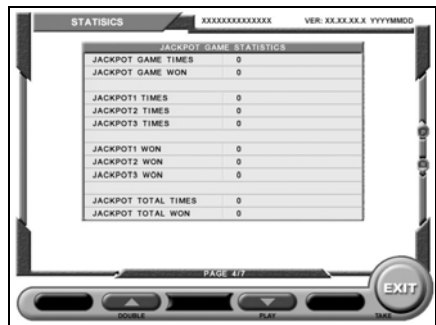 STATISICS XXXXXXXXXXXXXX VER: XX.XX.XX.X YYYYMMDD
JACKPOT GAME STATISTICS
JACKPOT GAME TIMES 0
JACKPOT GAME WON 0
JACKPOT1 TIMES 0
JACKPOT2 TIMES 0
JACKPOT3 TIMES 0
JACKPOT1 WON 0
JACKPOT2 WON 0
JACKPOT3 WON 0
JACKPOT TOTAL TIMES 0
JACKPOT TOTAL WON 0
PAGE 4/7
EXIT
DOUBLE PLAY TAKE